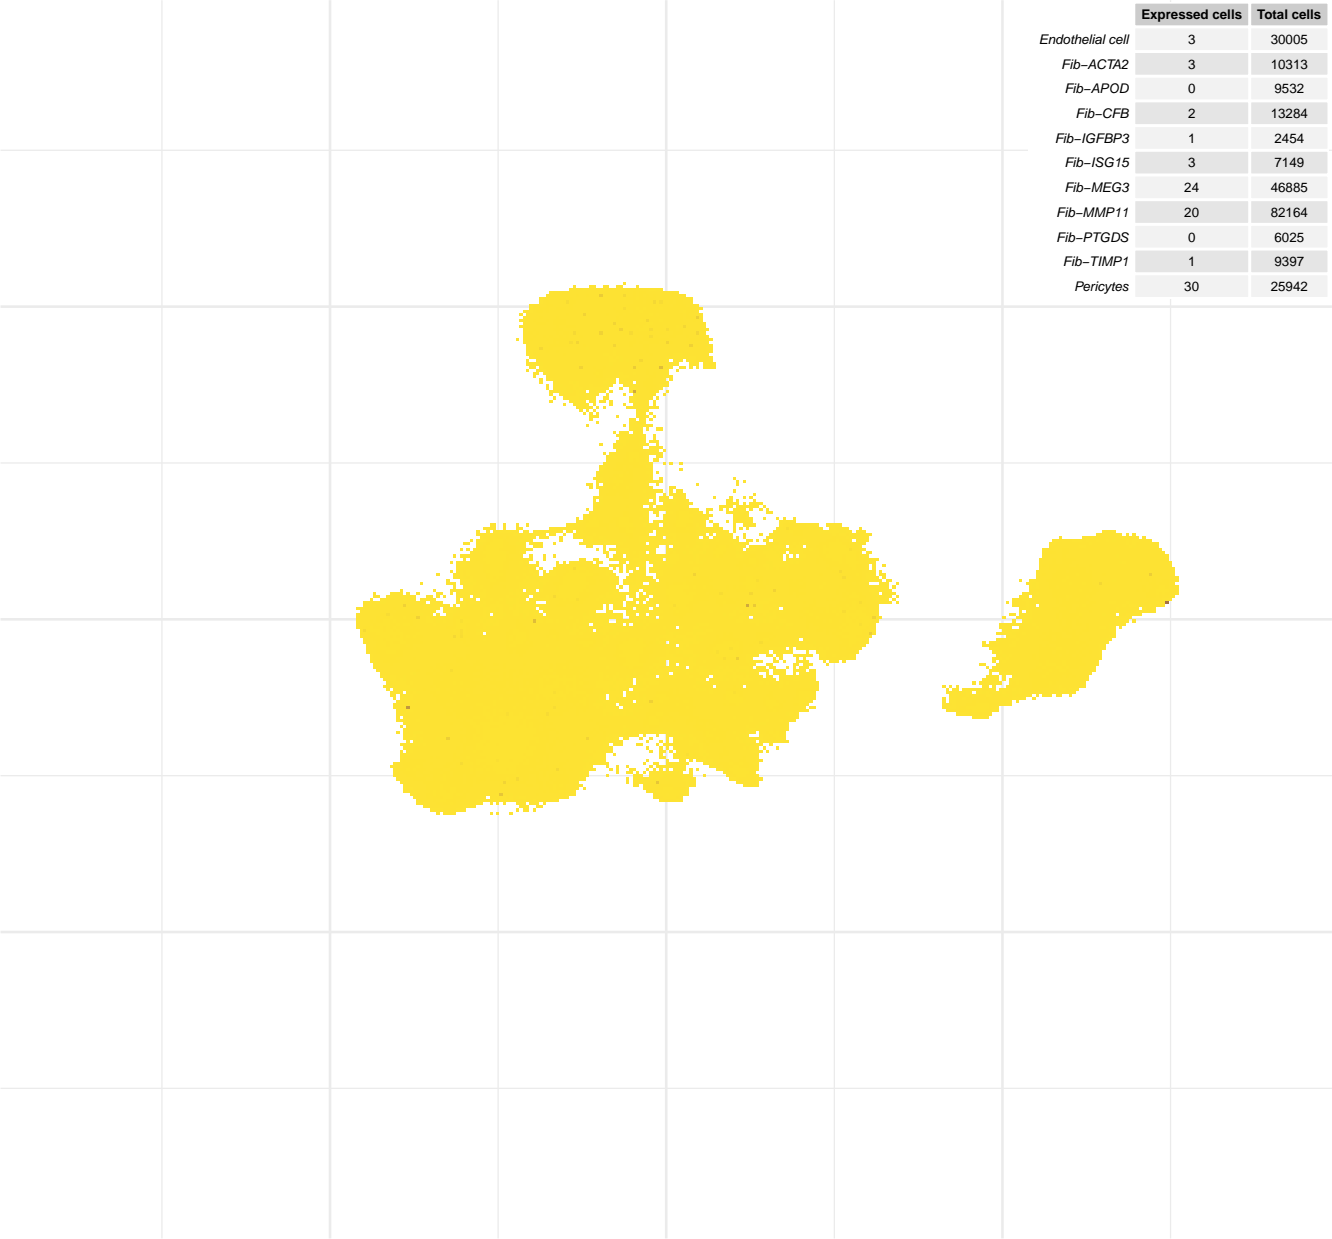 Expressed cells Total cells
Endothelial cell 3 30005
Fib−ACTA2 3 10313
Fib−APOD 0 9532
Fib−CFB 2 13284
Fib−IGFBP3 1 2454
Fib−ISG15 3 7149
Fib−MEG3 24 46885
Fib−MMP11 20 82164
Fib−PTGDS 0 6025
Fib−TIMP1 1 9397
Pericytes 30 25942